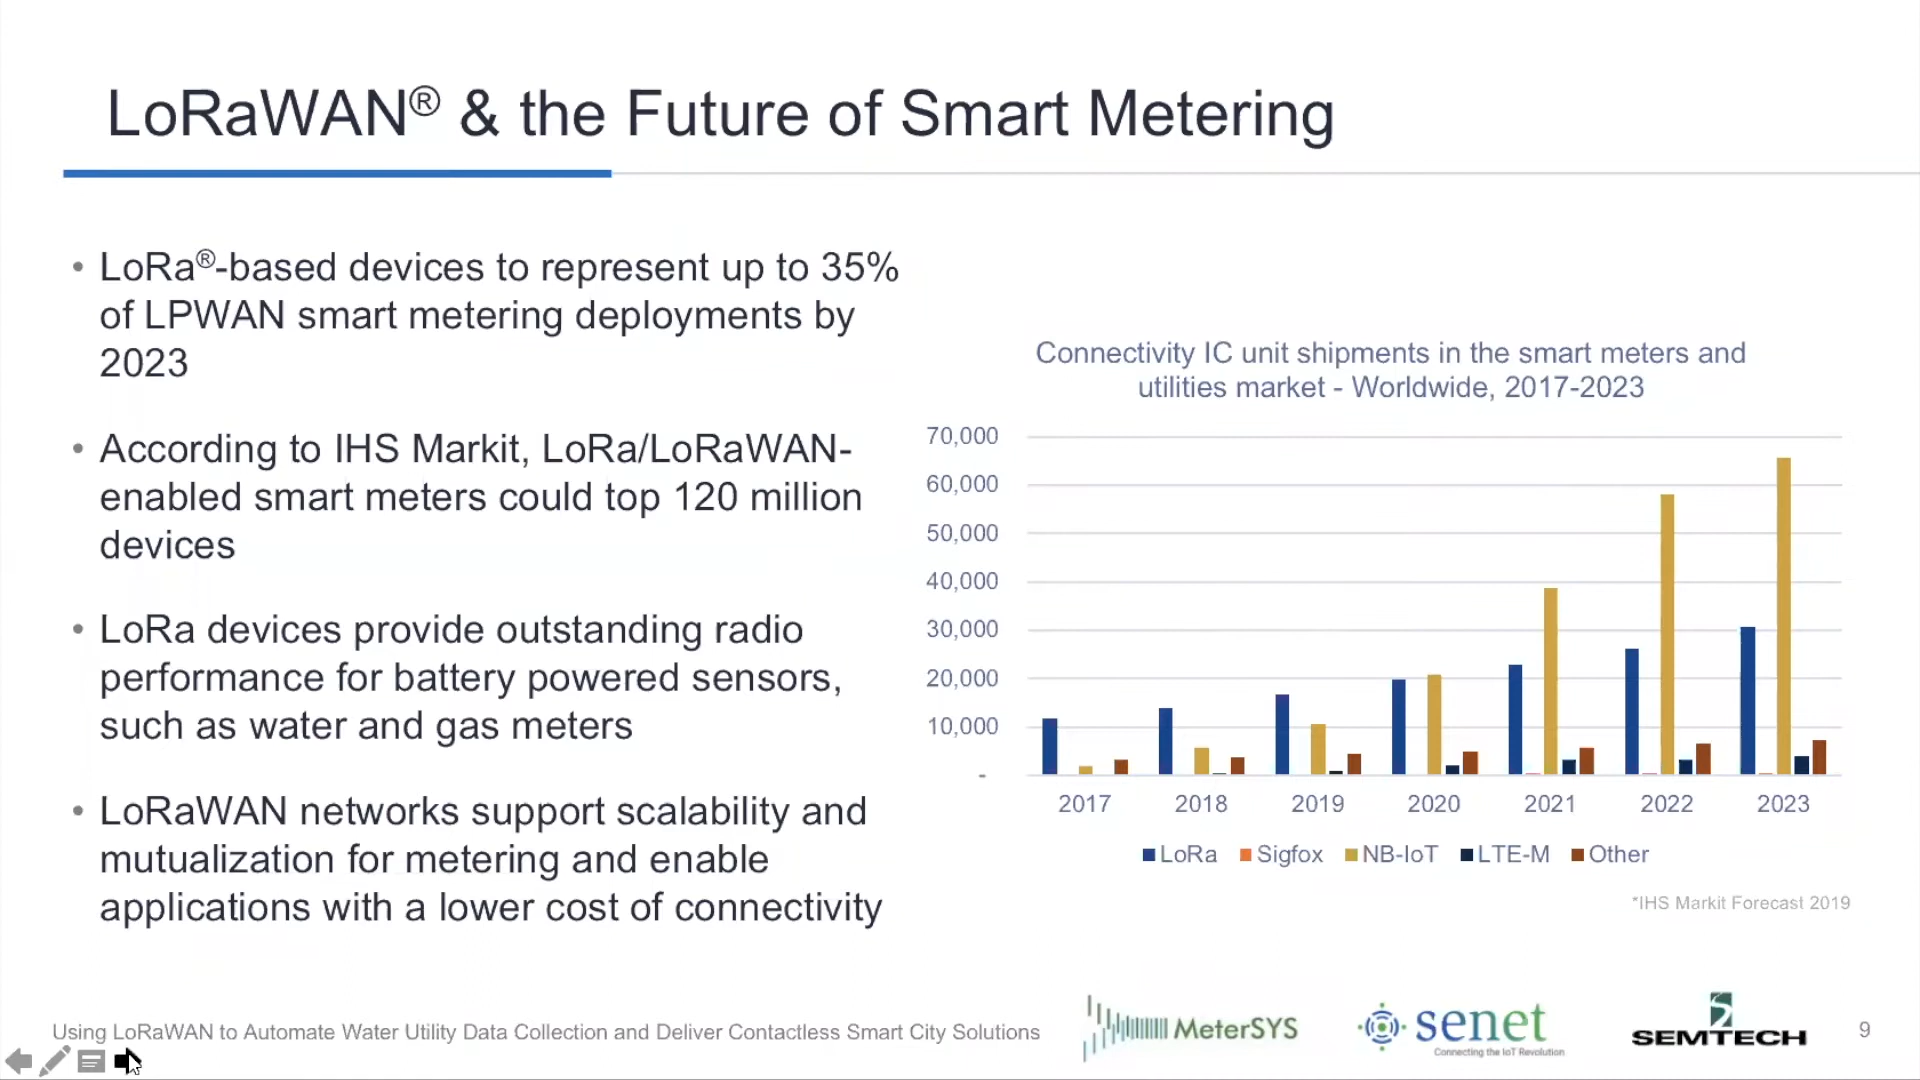 LoRaWAN® & the Future of Smart Metering
• LoRa®-based devices to represent up to 35%
of LPWAN smart metering deployments by
2023
• According to IHS Markit, LoRa/LoRaWAN-
enabled smart meters could top 120 million
devices
• LoRa devices provide outstanding radio
performance for battery powered sensors,
such as water and gas meters
• LoRaWAN networks support scalability and
mutualization for metering and enable
applications with a lower cost of connectivity
Connectivity IC unit shipments in the smart meters and
utilities market - Worldwide, 2017-2023
70,000
60,000
50,000
40,000
30,000
20,000
10,000
-
2017 2018 2019 2020 2021 2022 2023
LoRa Sigfox NB-IoT LTE-M Other
*IHS Markit Forecast 2019
Using LoRaWAN to Automate Water Utility Data Collection and Deliver Contactless Smart City Solutions
MeterSYS
senet
Connecting the IoT Revolution
SEMTECH
9